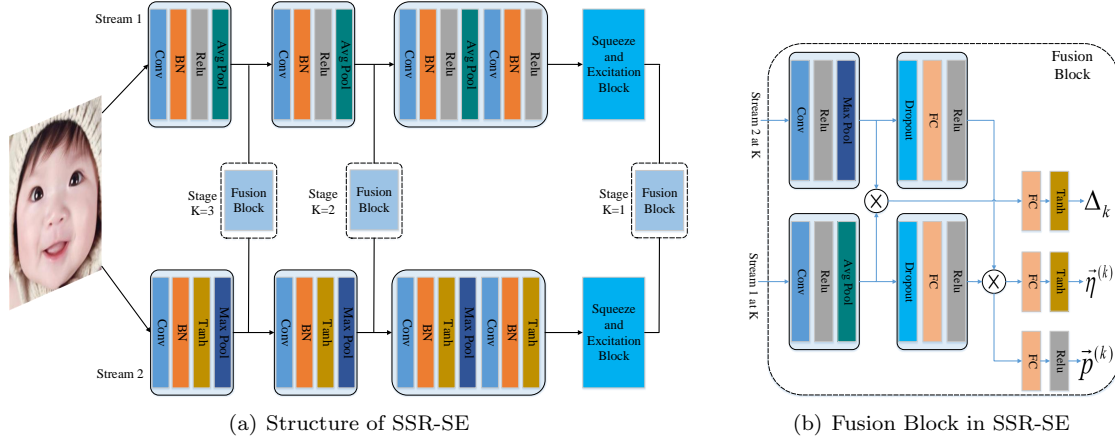 Stream 1
Conv
BN
Relu
Avg Pool
Conv
BN
Relu
Avg Pool
Conv
BN
Relu
Avg Pool
Conv
BN
Relu
Squeeze
and
Excitation
Block
Stage
K=3
Fusion
Block
Stage
K=2
Fusion
Block
Stage
K=1
Fusion
Block
Conv
BN
Tanh
Max Pool
Conv
BN
Tanh
Max Pool
Conv
BN
Tanh
Max Pool
Conv
BN
Tanh
Squeeze
and
Excitation
Block
Stream 2
(a) Structure of SSR-SE
Fusion
Block
Stream 2 at K
Conv
Relu
Max Pool
Dropout
FC
Relu
×
FC
Tanh
Δₖ
Stream 1 at K
Conv
Relu
Avg Pool
Dropout
FC
Relu
×
FC
Tanh
η⃗⁽ᵏ⁾
FC
Relu
p⃗⁽ᵏ⁾
(b) Fusion Block in SSR-SE